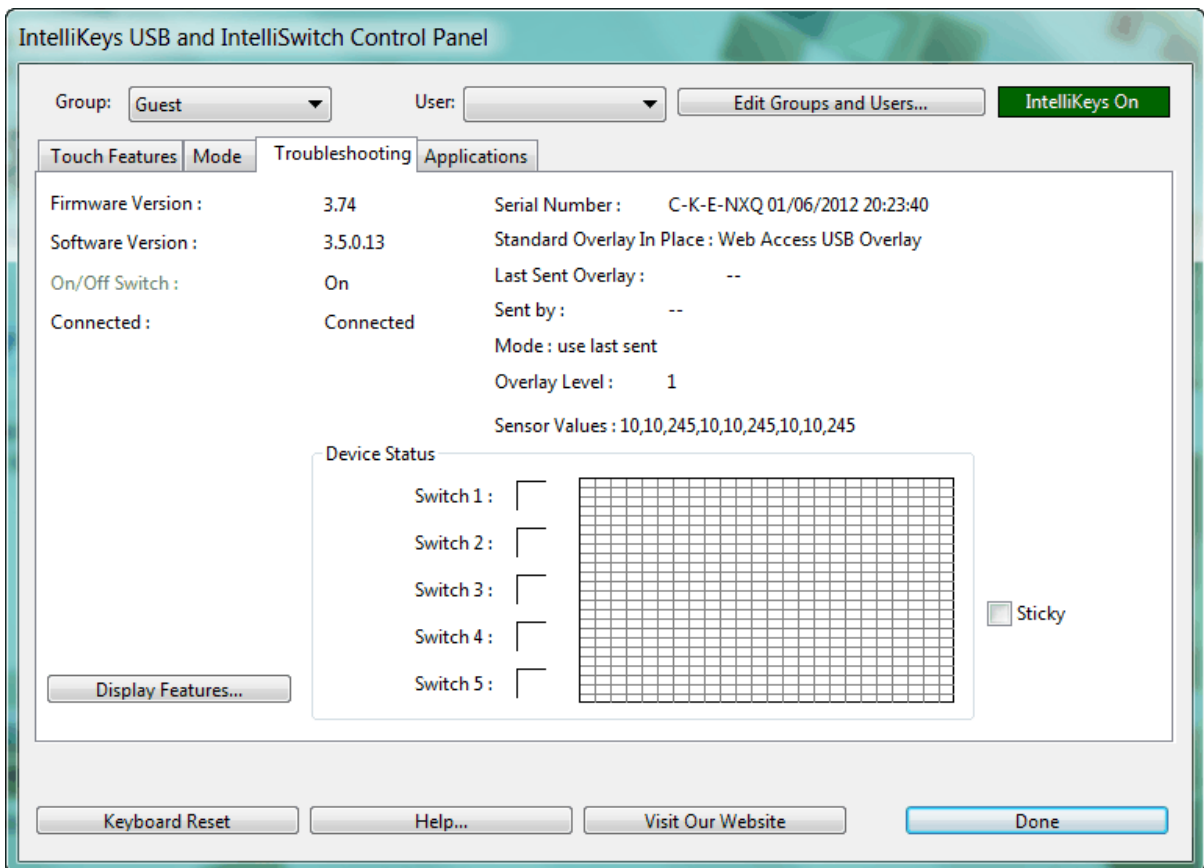 IntelliKeys USB and IntelliSwitch Control Panel
Group: Guest User: Edit Groups and Users... IntelliKeys On
Touch Features Mode Troubleshooting Applications
Firmware Version : 3.74 Serial Number : C-K-E-NXQ 01/06/2012 20:23:40
Software Version : 3.5.0.13 Standard Overlay In Place : Web Access USB Overlay
On/Off Switch : On Last Sent Overlay : --
Sent by : --
Connected : Connected
Mode : use last sent
Overlay Level : 1
Sensor Values : 10,10,245,10,10,245,10,10,245
Device Status
Switch 1 :
Switch 2 :
Switch 3 :
Sticky
Switch 4 :
Switch 5 :
Display Features...
Keyboard Reset Help... Visit Our Website Done